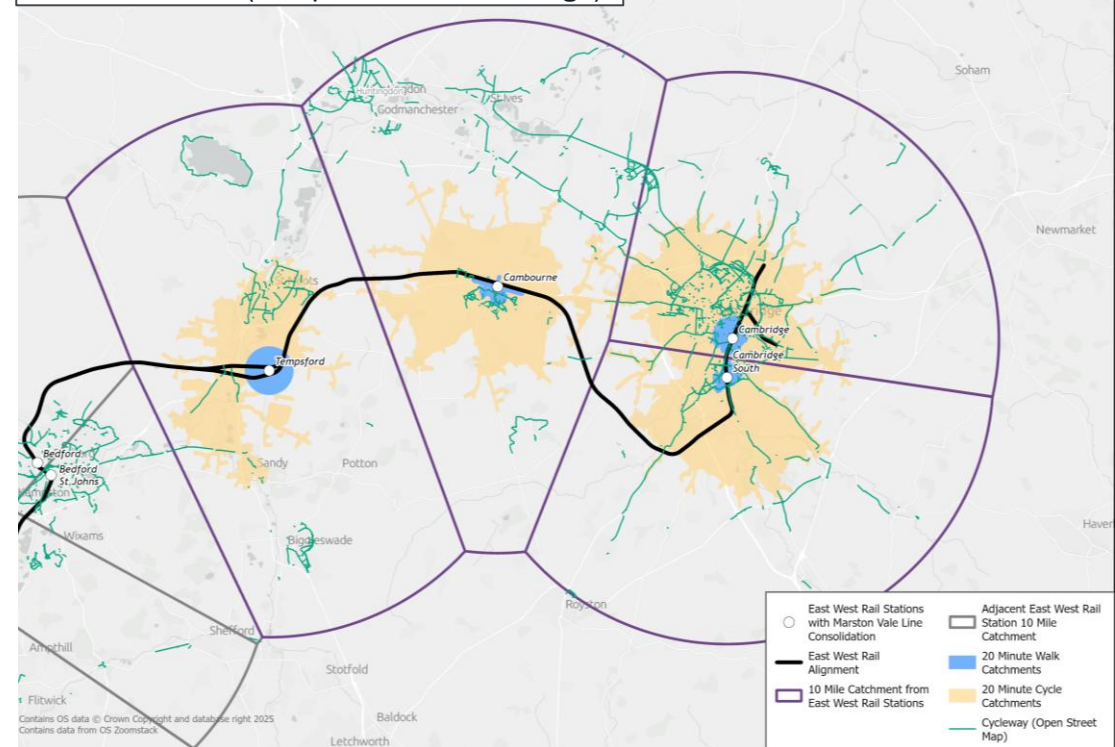 Soham
Huntingdon
Godmanchester
St Ives
Newmarket
Cambourne
Cambridge
Cambridge
South
Tempsford
Bedford
Bedford
St Johns
Sandy
Potton
Wixams
Biggleswade
Royston
Shefford
Ampthill
Stotfold
Flitwick
Baldock
Letchworth
East West Rail Stations
with Marston Vale Line
Consolidation
East West Rail
Alignment
10 Mile Catchment from
East West Rail Stations
Adjacent East West Rail
Station 10 Mile
Catchment
20 Minute Walk
Catchments
20 Minute Cycle
Catchments
Cycleway (Open Street
Map)
Contains OS data © Crown Copyright and database right 2025
Contains data from OS Zoomstack